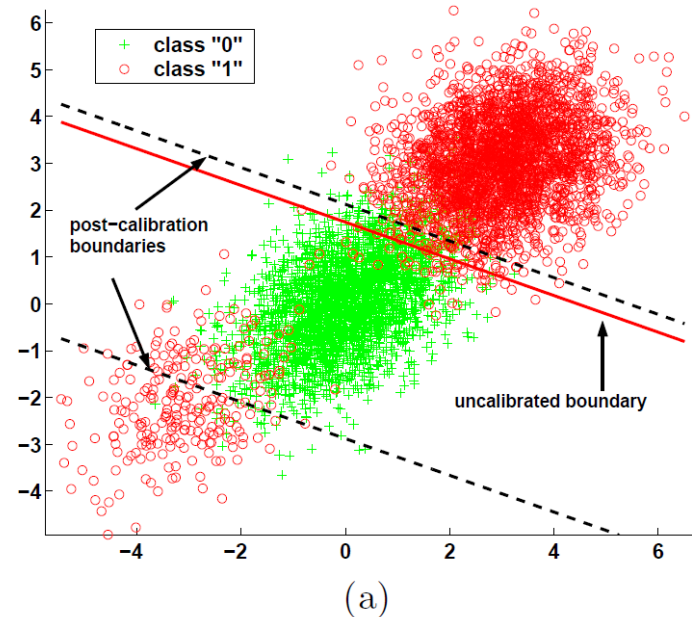 6
5
4
3
2
1
0
−1
−2
−3
−4
class "0"
class "1"
post−calibration
boundaries
uncalibrated boundary
−4 −2 0 2 4 6
(a)